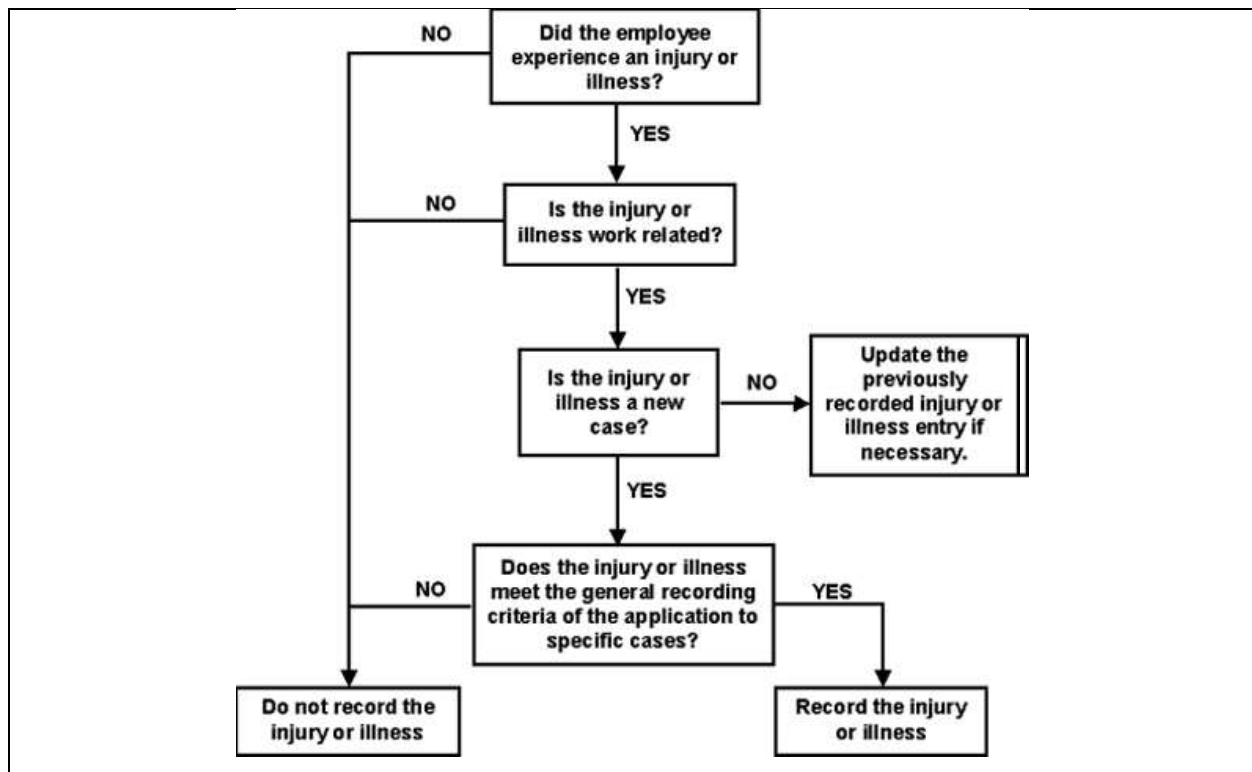 NO
Did the employee
experience an injury or
illness?
YES
NO
Is the injury or
illness work related?
YES
Is the injury or
illness a new
case?
NO
Update the
previously
recorded injury or
illness entry if
necessary.
YES
Does the injury or illness
meet the general recording
criteria of the application to
specific cases?
NO
YES
Do not record the
injury or illness
Record the injury
or illness